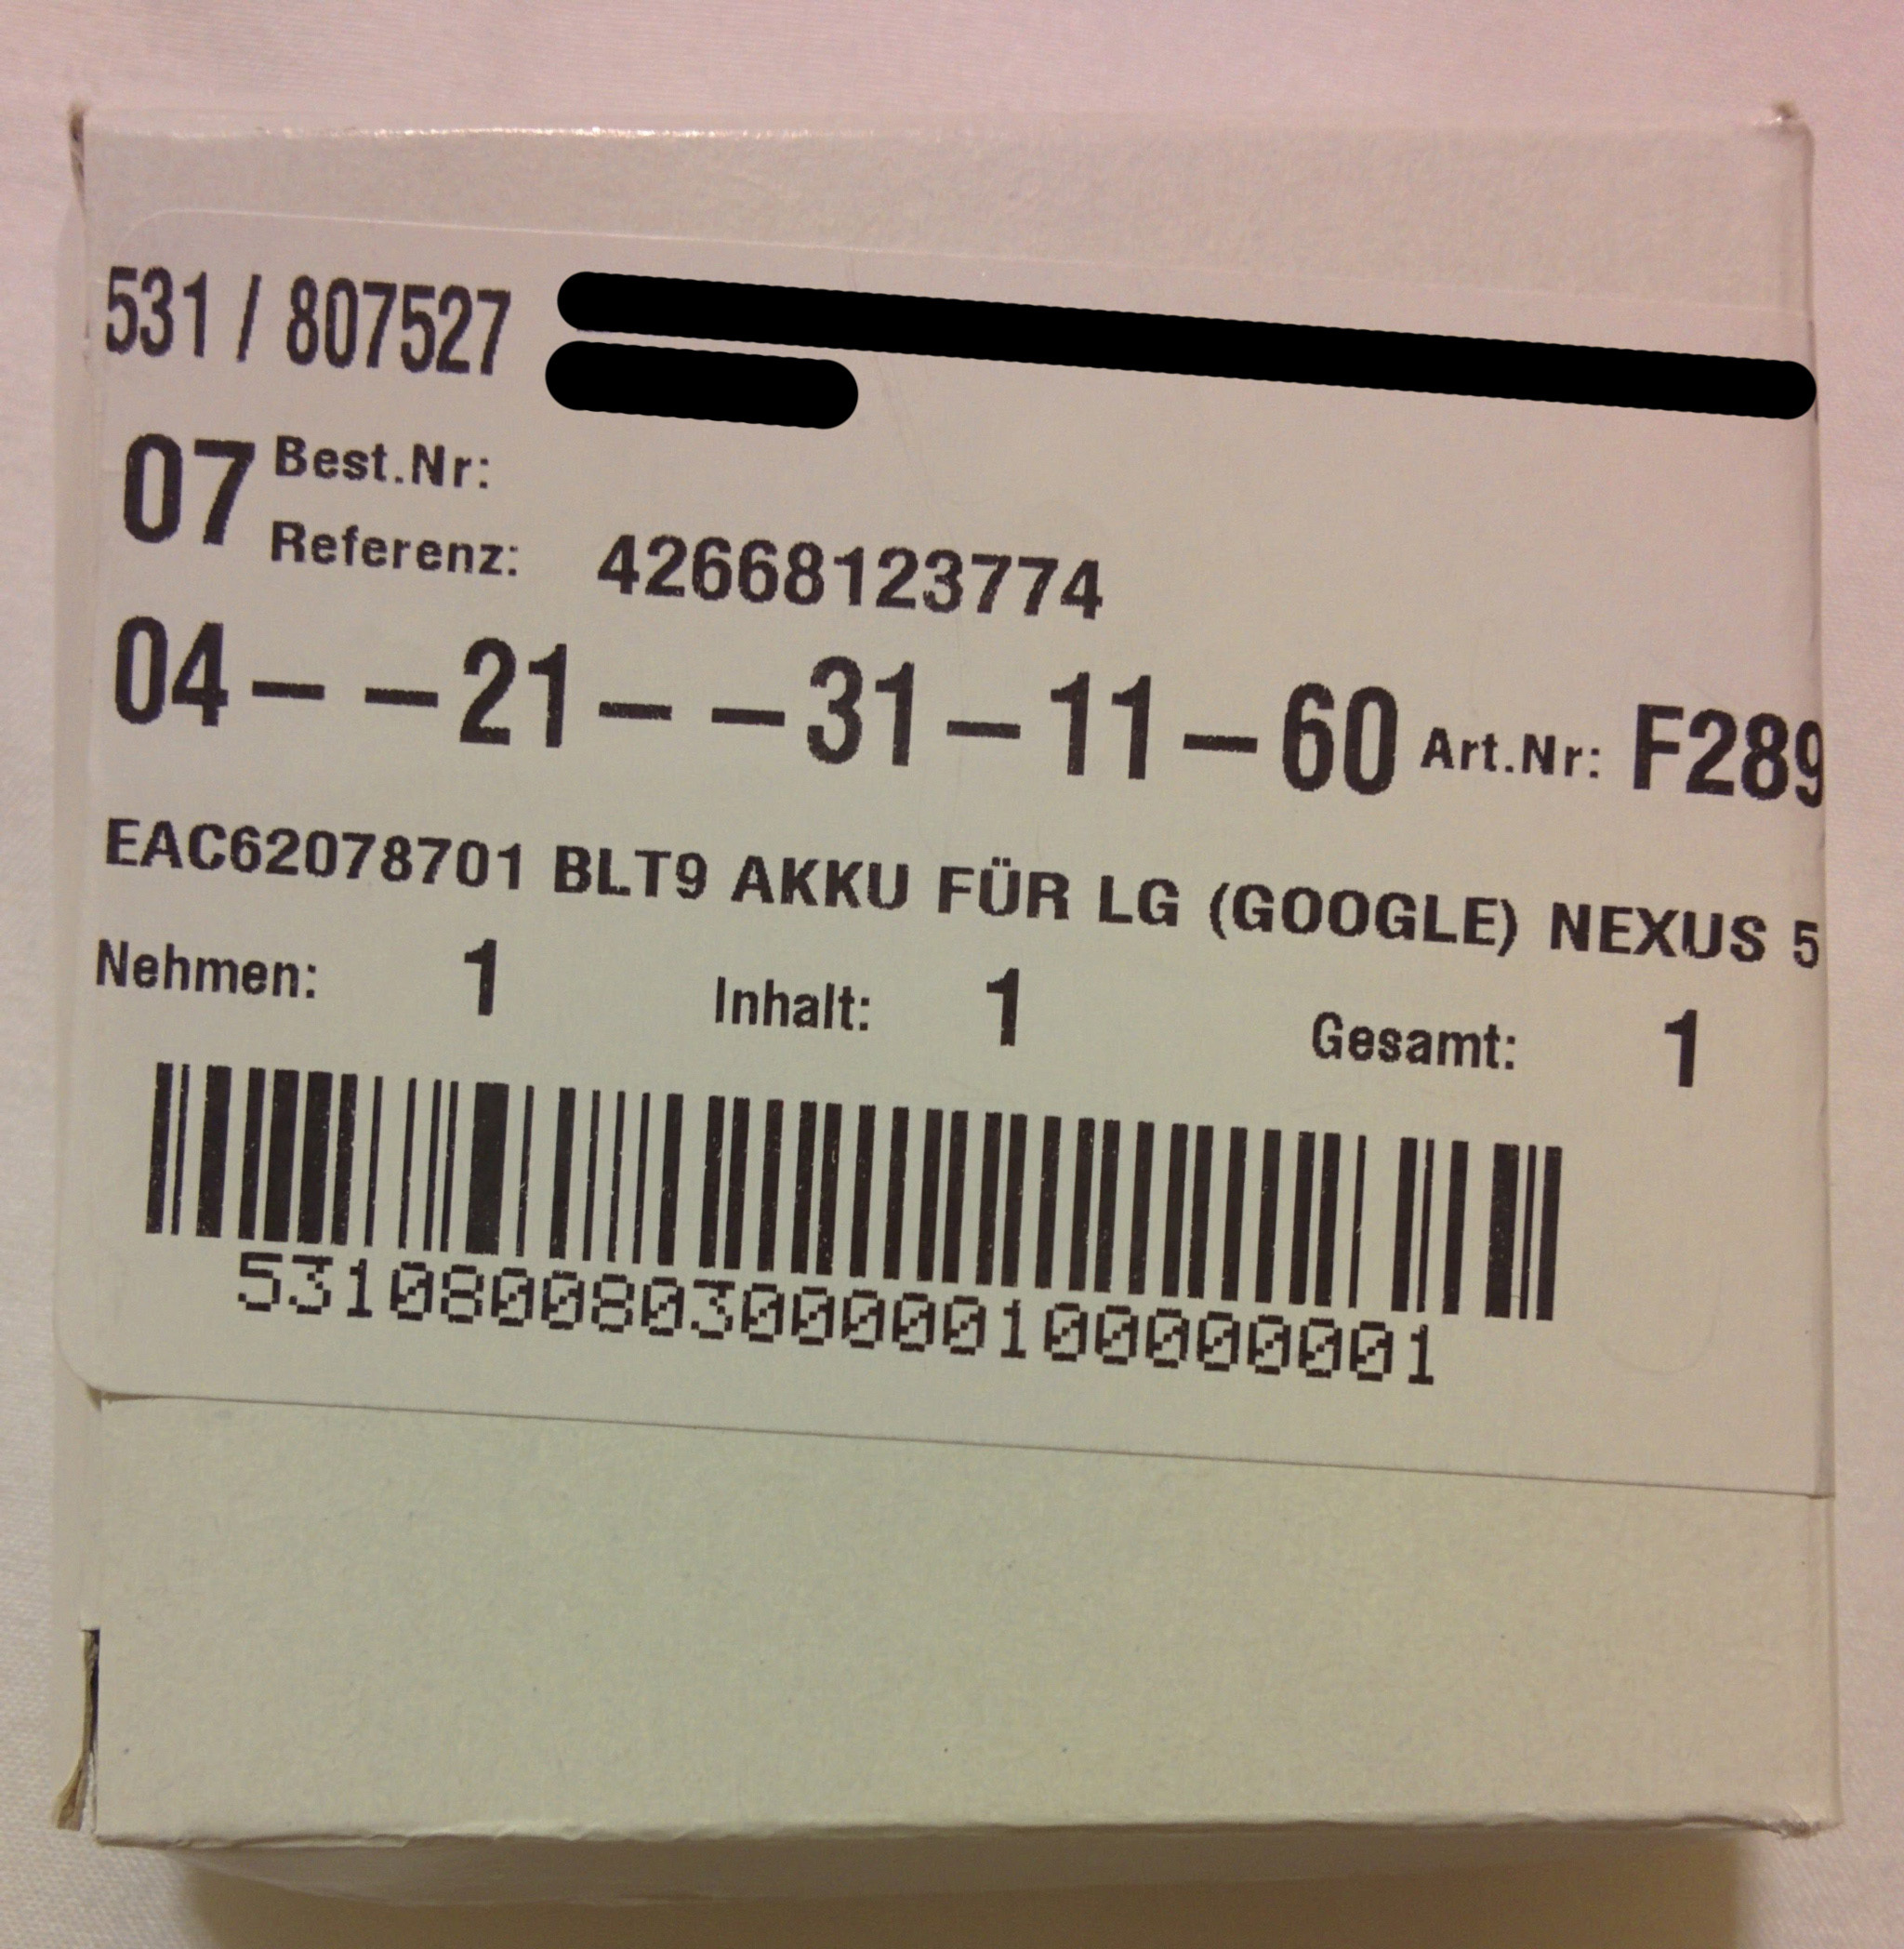 531 / 807527
07 Best.Nr:
Referenz: 42668123774
04-- --21-- --31--11--60 Art.Nr: F289
EAC62078701 BLT9 AKKU FÜR LG (GOOGLE) NEXUS 5
Nehmen: 1 Inhalt: 1 Gesamt: 1
531080080300000100000001